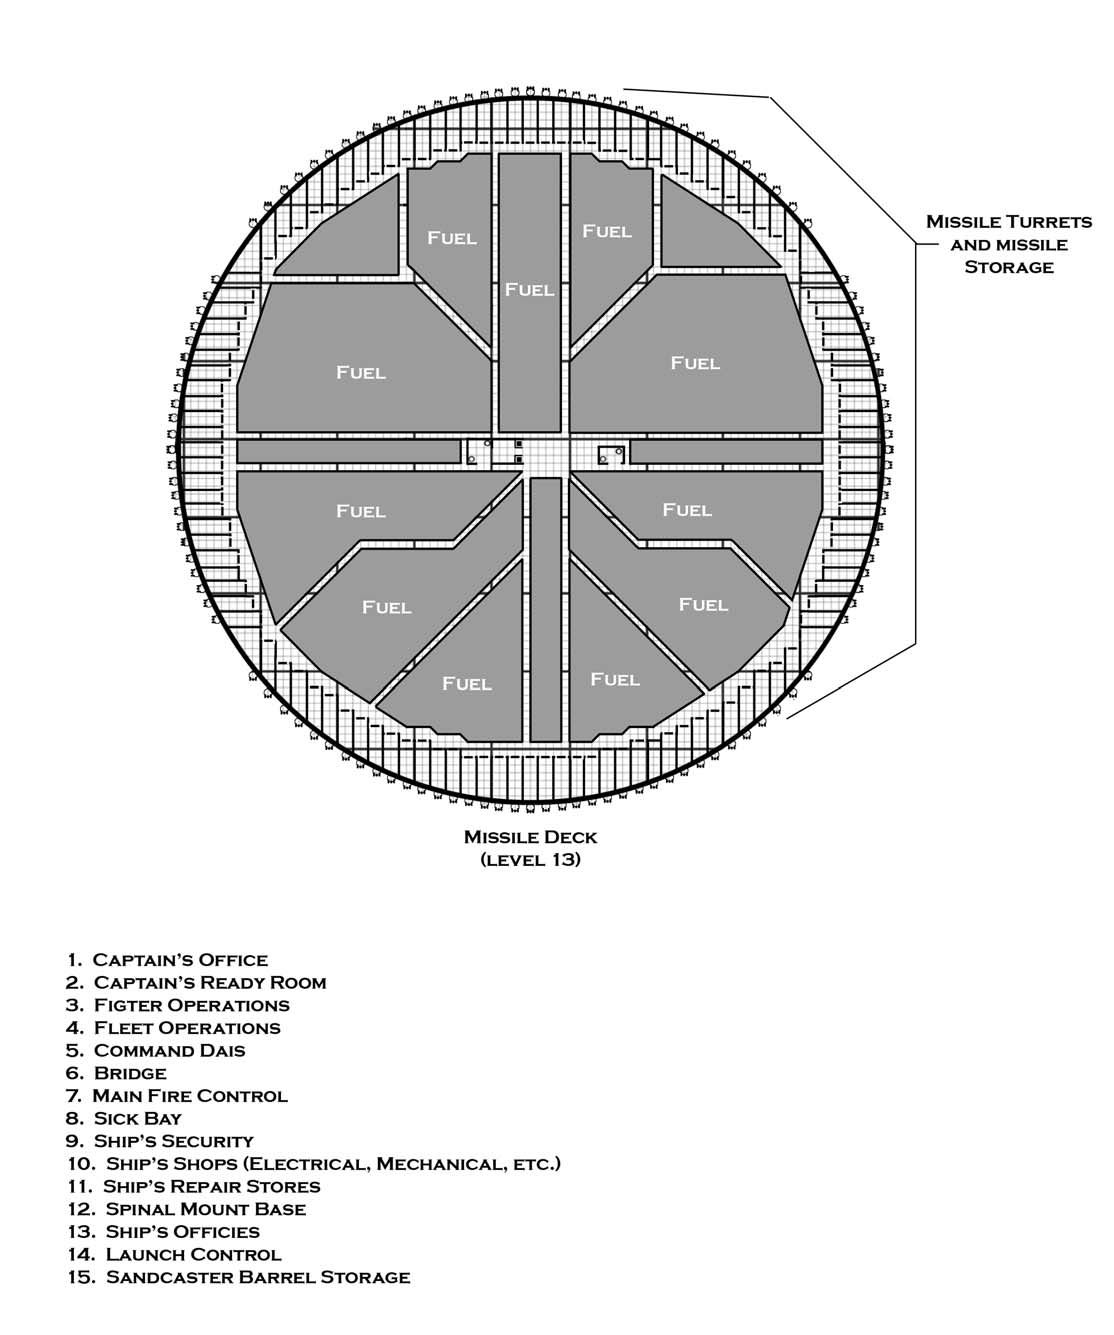 Fuel
Fuel
Fuel
Fuel
Fuel
Missile Turrets
and missile
Storage
Fuel
Fuel
Fuel
Fuel
Fuel
Fuel
Missile Deck
(level 13)
1. Captain's Office
2. Captain's Ready Room
3. Figter Operations
4. Fleet Operations
5. Command Dais
6. Bridge
7. Main Fire Control
8. Sick Bay
9. Ship's Security
10. Ship's Shops (Electrical, Mechanical, etc.)
11. Ship's Repair Stores
12. Spinal Mount Base
13. Ship's Officies
14. Launch Control
15. Sandcaster Barrel Storage